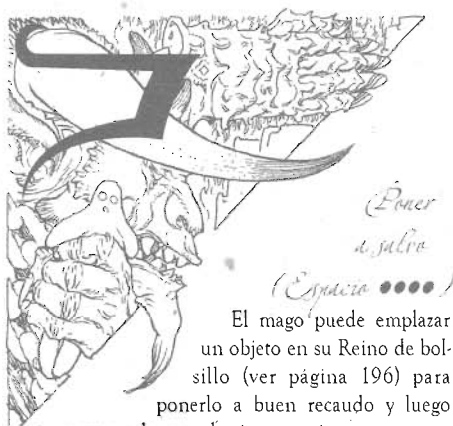 (Poner
a salvo
(Espacio ●●●●)
El mago puede emplazar
un objeto en su Reino de bol-
sillo (ver página 196) para
ponerlo a buen recaudo y luego